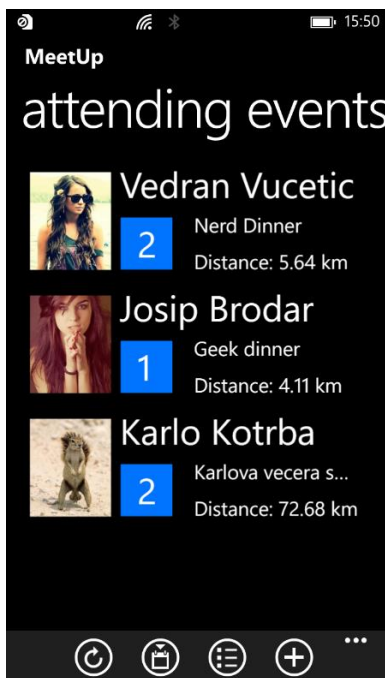 15:50
MeetUp
attending events
Vedran Vucetic
2
Nerd Dinner
Distance: 5.64 km
Josip Brodar
1
Geek dinner
Distance: 4.11 km
Karlo Kotrba
2
Karlova vecera s...
Distance: 72.68 km